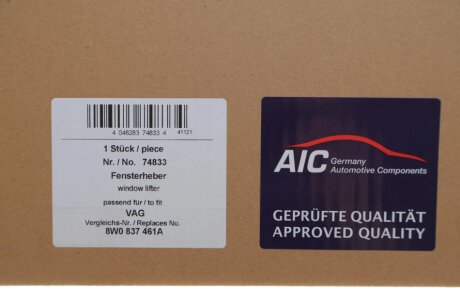 4 046283 74833 4
41121
1 Stück / piece
Nr. / No. 74833
Fensterheber
window lifter
passend für / to fit
VAG
Vergleichs-Nr. / Replaces No.
8W0 837 461A
AIC Germany
Automotive Components
GEPRÜFTE QUALITÄT
APPROVED QUALITY